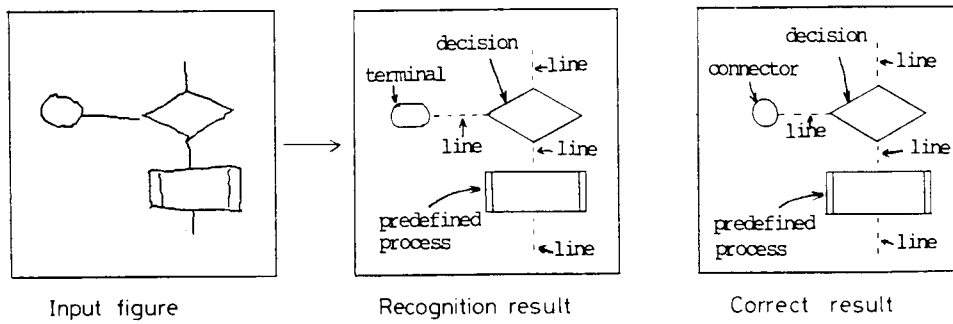 decision
line
terminal
line
line
predefined
process
line
decision
line
connector
line
line
predefined
process
line
Input figure
Recognition result
Correct result